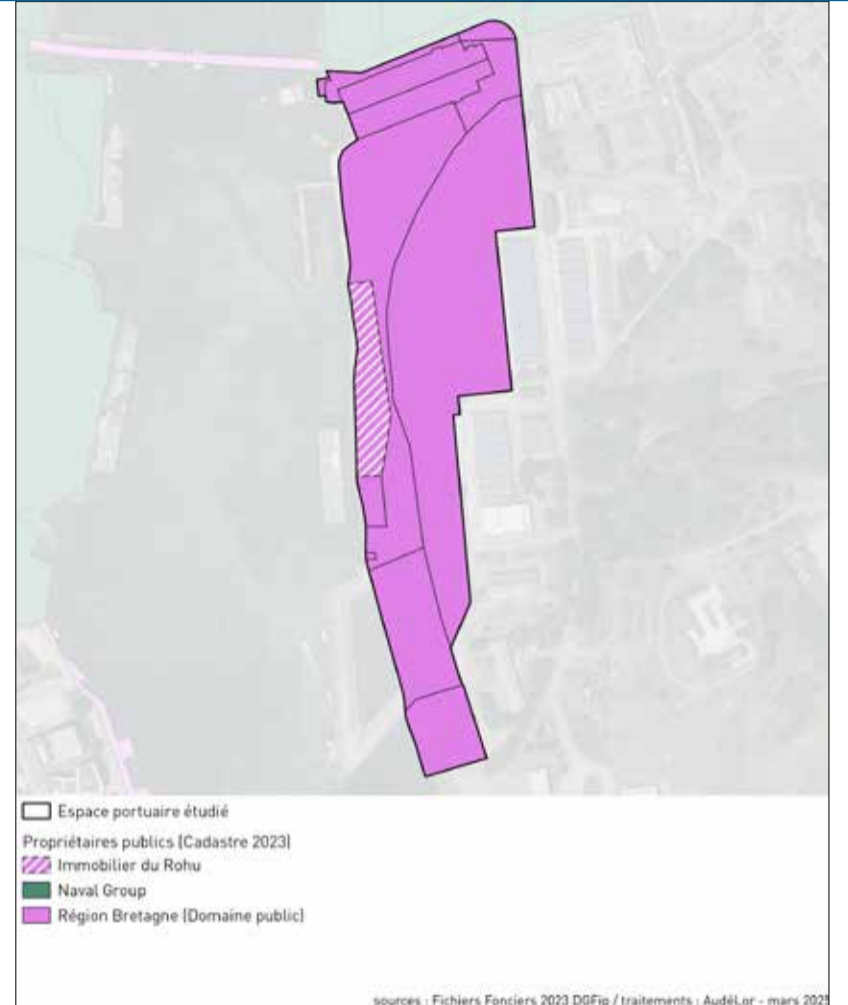 Espace portuaire étudié
Propriétaires publics (Cadastre 2023)
Immobilier du Rohu
Naval Group
Région Bretagne (Domaine public)
sources : Fichiers Fonciers 2023 DGFip / traitements : AudéLor - mars 2025